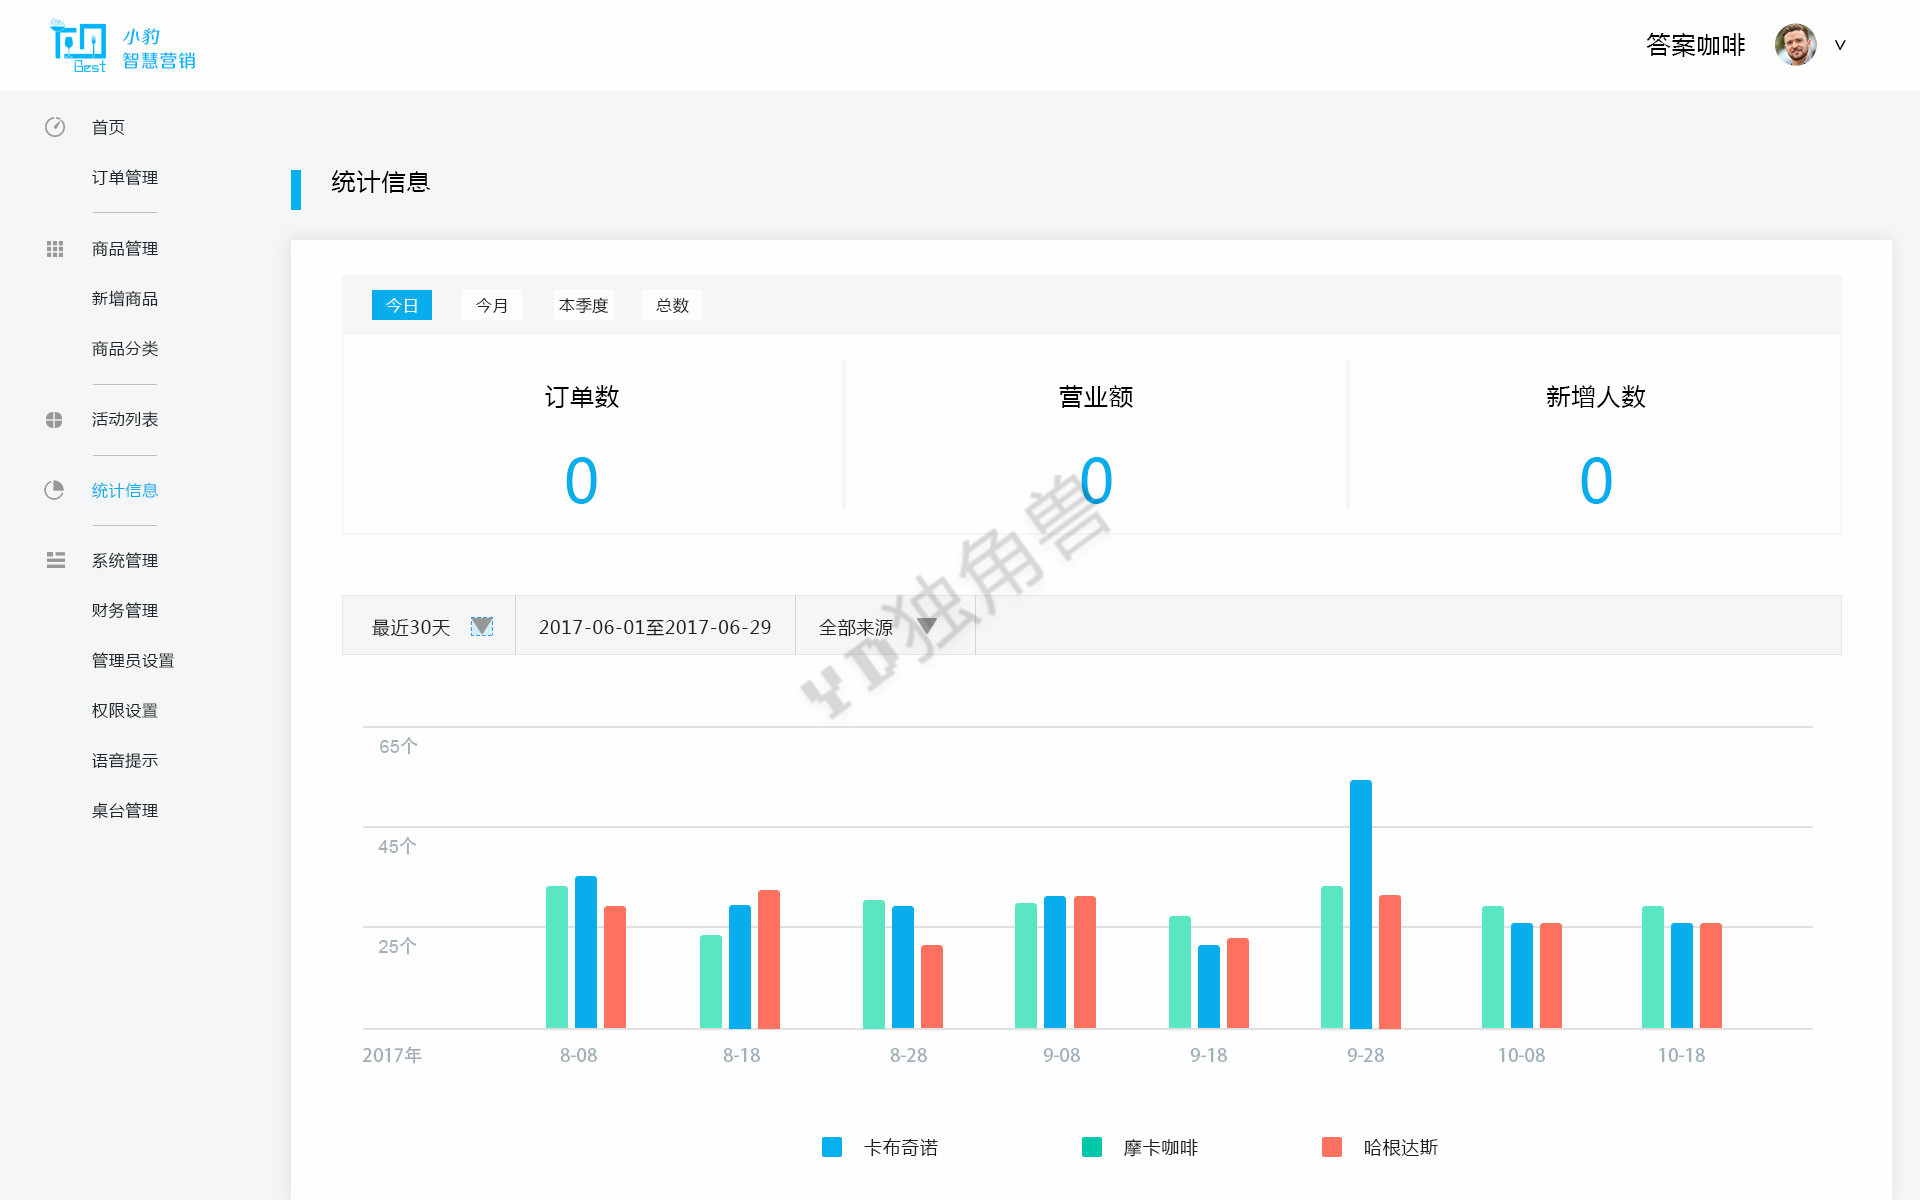 Best
小豹
智慧营销
答案咖啡
首页
订单管理
商品管理
新增商品
商品分类
活动列表
统计信息
系统管理
财务管理
管理员设置
权限设置
语音提示
桌台管理
统计信息
今日 今月 本季度 总数
订单数 营业额 新增人数
0 0 0
最近30天 2017-06-01至2017-06-29 全部来源
YD独角兽
65个
45个
25个
2017年 8-08 8-18 8-28 9-08 9-18 9-28 10-08 10-18
卡布奇诺 摩卡咖啡 哈根达斯